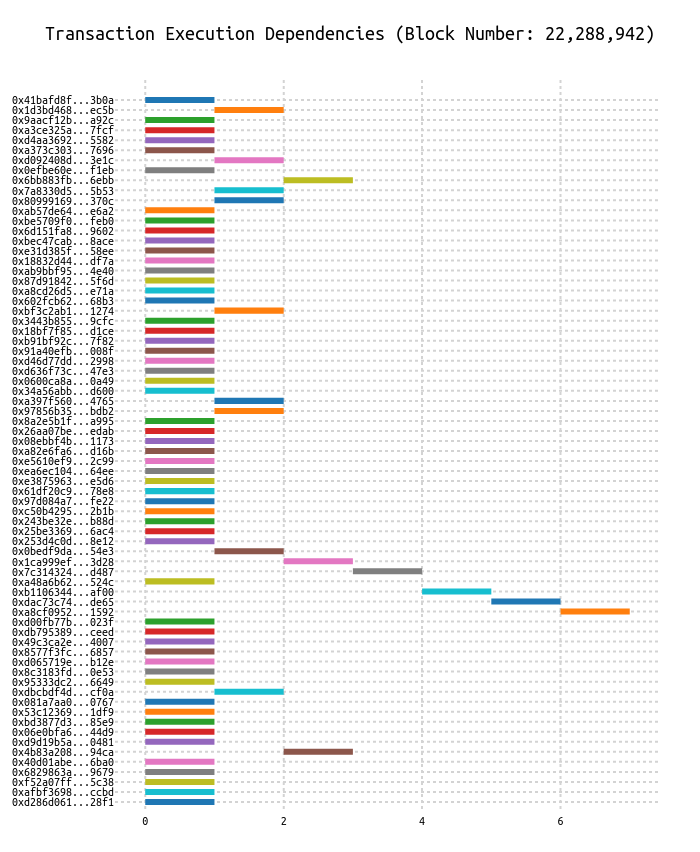 Transaction Execution Dependencies (Block Number: 22,288,942)
0x41bafd8f...3b0a
0x1d3bd468...ec5b
0x9aacf12b...a92c
0xa3ce325a...7fcf
0xd4aa3692...5582
0xa373c303...7696
0xd092408d...3e1c
0x0efbe60e...f1eb
0x6bb883fb...6ebb
0x7a8330d5...5b53
0x80999169...370c
0xab57de64...e6a2
0xbe5709f0...feb0
0x6d151fa8...9602
0xbec47cab...8ace
0xe31d385f...58ee
0x18832d44...df7a
0xab9bbf95...4e40
0x87d91842...5f6d
0xa8cd26d5...e71a
0x602fcb62...68b3
0xbf3c2ab1...1274
0x3443b855...9cfc
0x18bf7f85...d1ce
0xb91bf92c...7f82
0x91a40efb...008f
0xd46d77dd...2998
0xd636f73c...47e3
0x0600ca8a...0a49
0x34a56abb...d600
0xa397f560...4765
0x97856b35...bdb2
0x8a2e5b1f...a995
0x26aa07be...edab
0x08ebbf4b...1173
0xa82e6fa6...d16b
0xe5610ef9...2c99
0xea6ec104...64ee
0xe3875963...e5d6
0x61df20c9...78e8
0x97d084a7...fe22
0xc50b4295...2b1b
0x243be32e...b88d
0x25be3369...6ac4
0x253d4c0d...8e12
0x0bedf9da...54e3
0x1ca999ef...3d28
0x7c314324...d487
0xa48a6b62...524c
0xb1106344...af00
0xdac73c74...de65
0xa8cf0952...1592
0xd00fb77b...023f
0xdb795389...ceed
0x49c3ca2e...4007
0x8577f3fc...6857
0xd065719e...b12e
0x8c3183fd...0e53
0x95333dc2...6649
0xdbcbdf4d...cf0a
0x081a7aa0...0767
0x53c12369...1df9
0xbd3877d3...85e9
0x06e0bfa6...44d9
0xd9d19b5a...0481
0x4b83a208...94ca
0x40d01abe...6ba0
0x6829863a...9679
0xf52a07ff...5c38
0xafbf3698...ccbd
0xd286d061...28f1
0 2 4 6